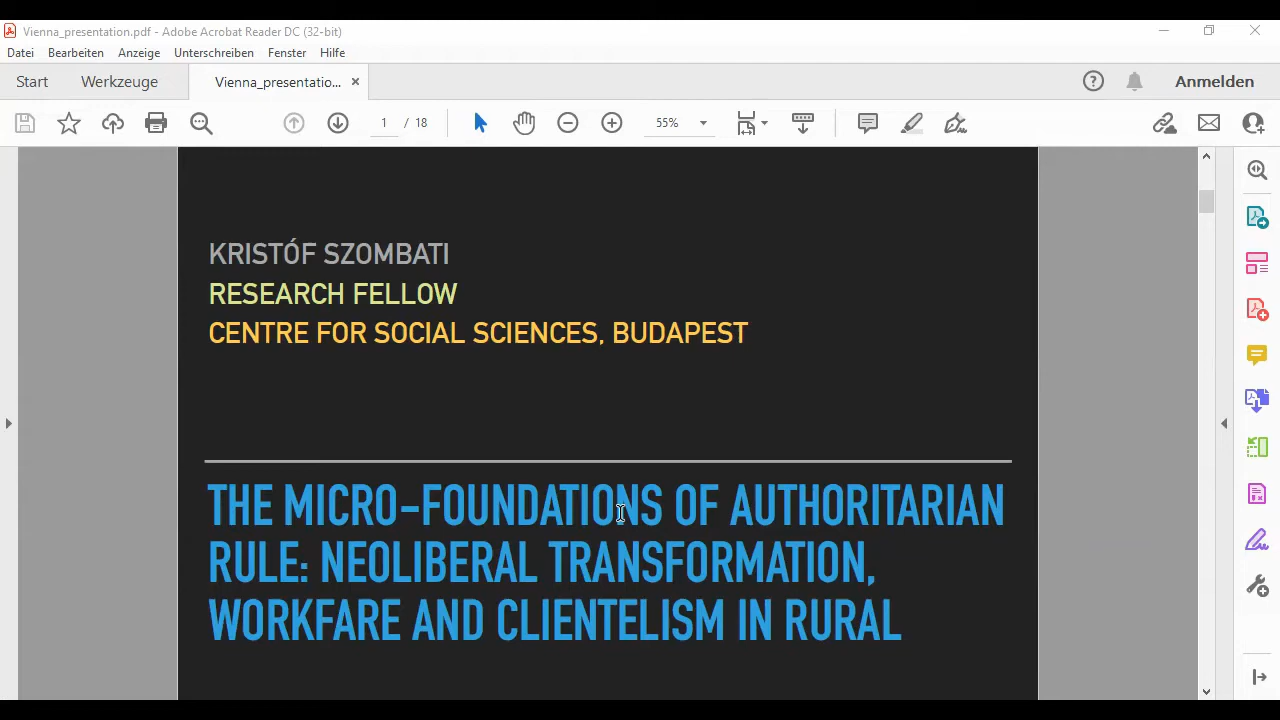 Vienna_presentation.pdf - Adobe Acrobat Reader DC (32-bit)
Datei Bearbeiten Anzeige Unterschreiben Fenster Hilfe
Start Werkzeuge Vienna_presentatio... × Anmelden
1 / 18 55%
KRISTÓF SZOMBATI
RESEARCH FELLOW
CENTRE FOR SOCIAL SCIENCES, BUDAPEST
THE MICRO-FOUNDATIONS OF AUTHORITARIAN
RULE: NEOLIBERAL TRANSFORMATION,
WORKFARE AND CLIENTELISM IN RURAL